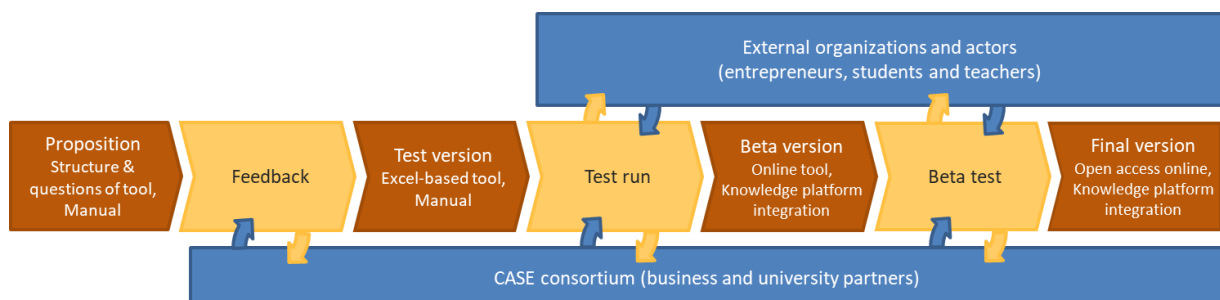 External organizations and actors
(entrepreneurs, students and teachers)
Proposition
Structure &
questions of tool,
Manual
Feedback
Test version
Excel-based tool,
Manual
Test run
Beta version
Online tool,
Knowledge platform
integration
Beta test
Final version
Open access online,
Knowledge platform
integration
CASE consortium (business and university partners)